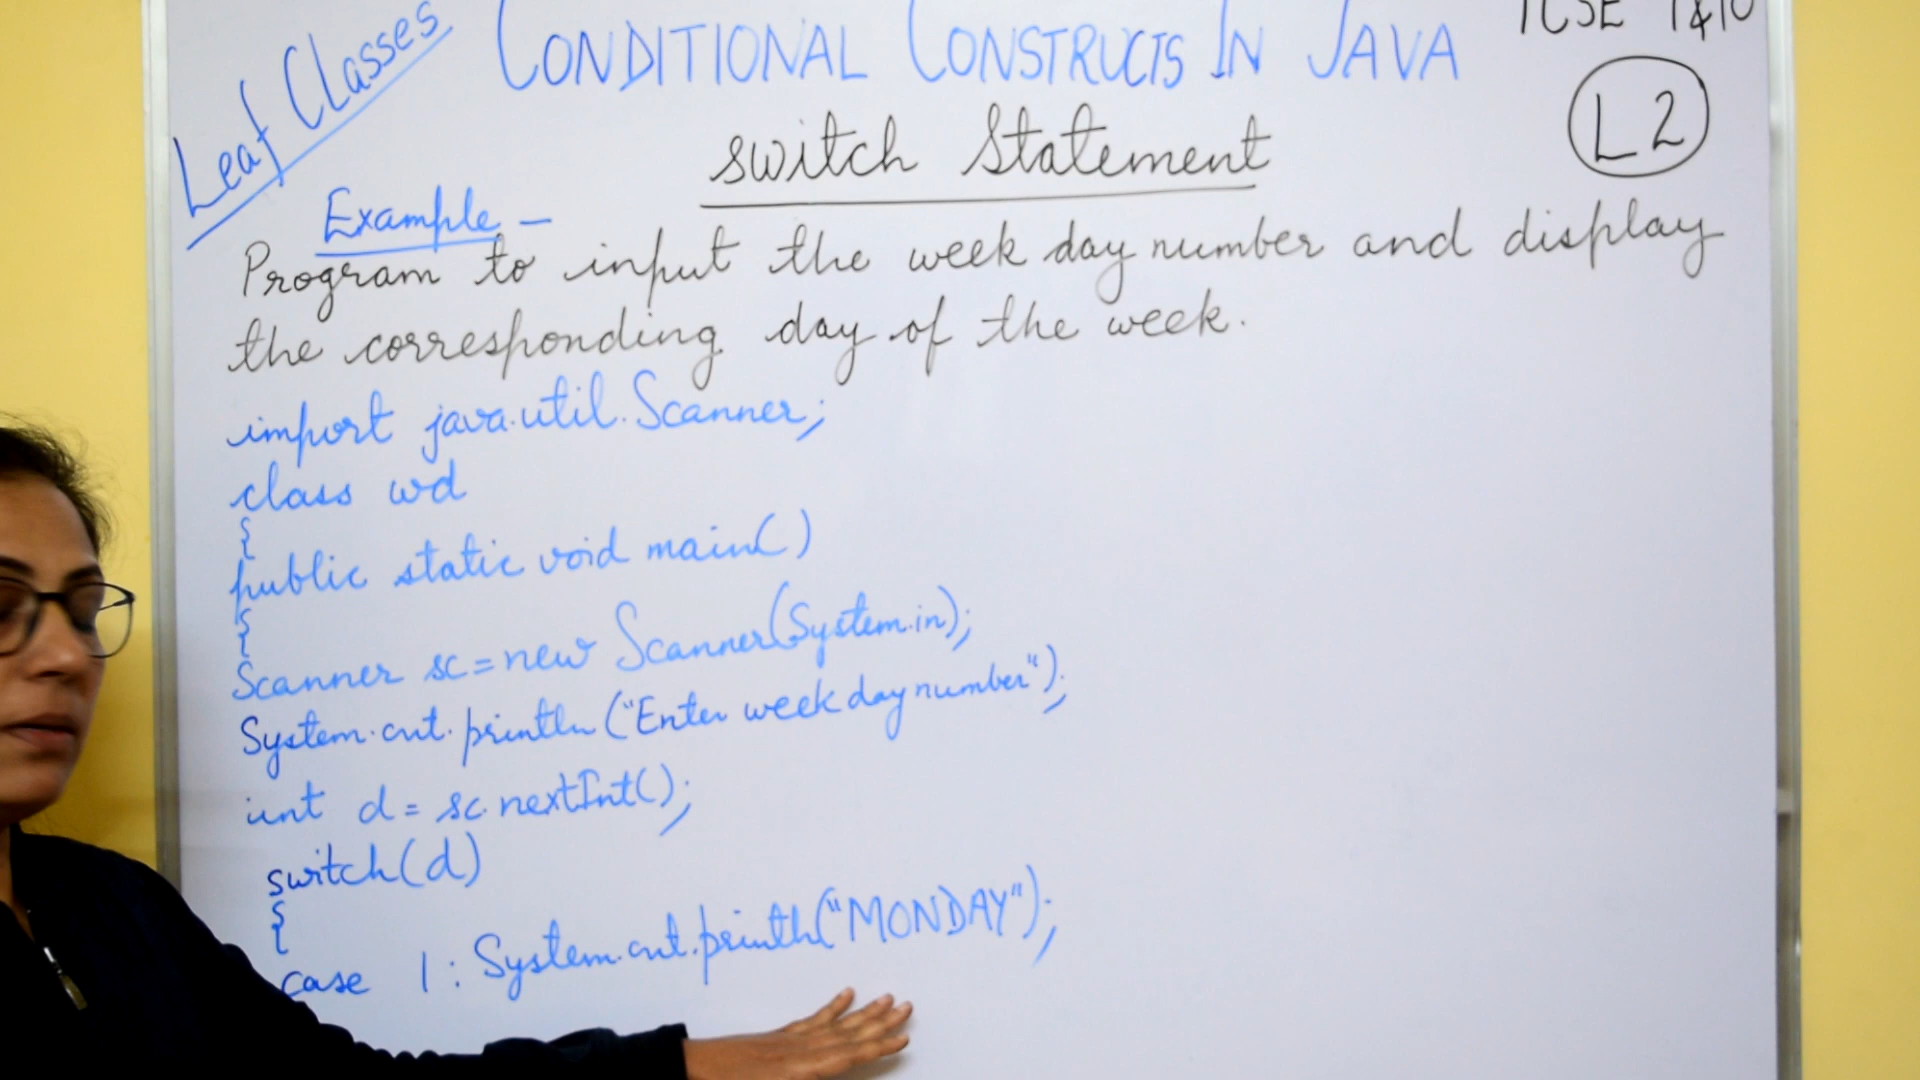 Leaf Classes
CONDITIONAL CONSTRUCTS IN JAVA
ICSE 9&10
switch Statement
L2
Example -
Program to input the week day number and display
the corresponding day of the week.
import java.util.Scanner;
class wd
{
public static void main()
{
Scanner sc=new Scanner(System.in);
System.out.println("Enter week day number");
int d= sc.nextInt();
switch(d)
{
case 1: System.out.println("MONDAY");